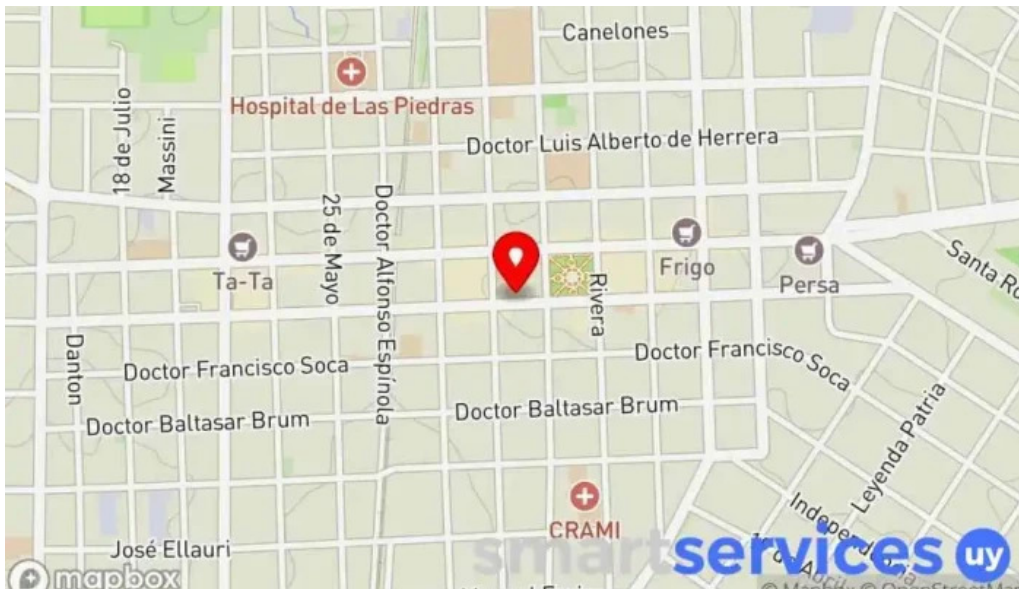 Canelones
Hospital de Las Piedras
18 de Julio
Massini
Doctor Luis Alberto de Herrera
25 de Mayo
Doctor Alfonso Espínola
Ta-Ta
Frigo
Persa
Rivera
Santa
Danton
Doctor Francisco Soca
Doctor Francisco Soca
Doctor Baltasar Brum
Doctor Baltasar Brum
Leyenda Patria
CRAMI
Independencia
José Ellauri
smartservices uy
mapbox
© Mapbox © OpenStreetMap